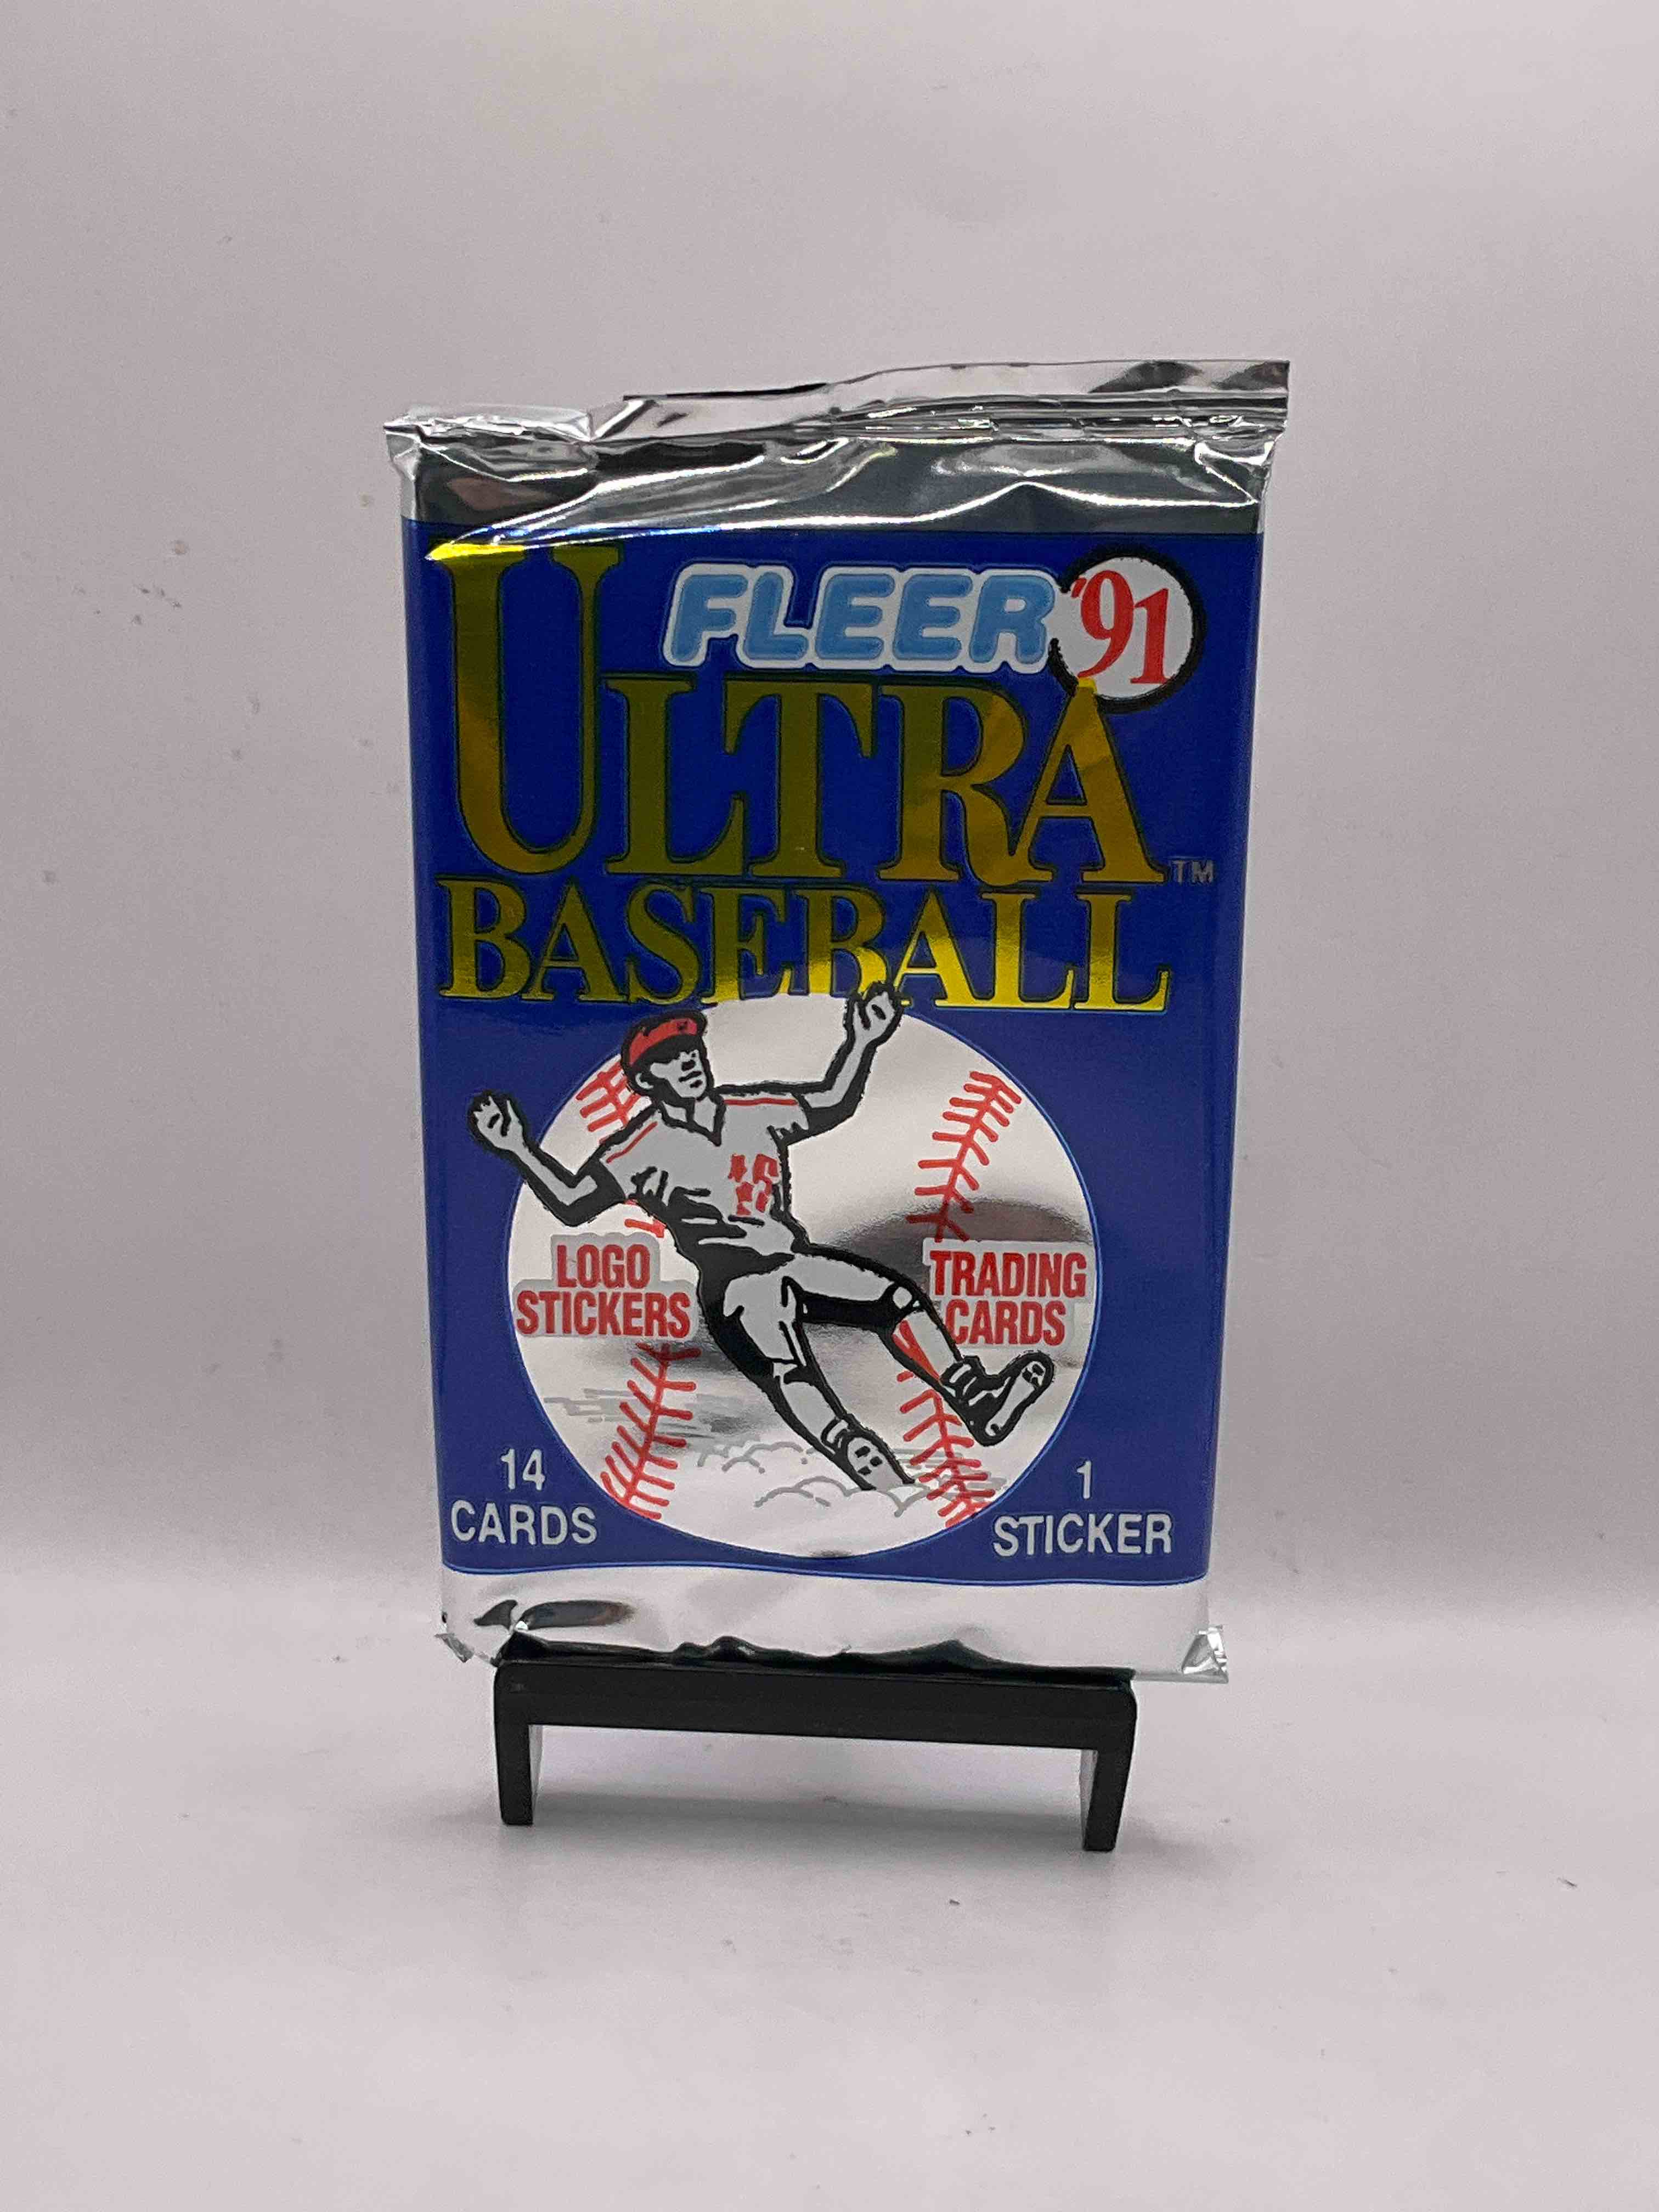 FLEER '91
ULTRA™
BASEBALL
LOGO
STICKERS
TRADING
CARDS
14
CARDS
1
STICKER